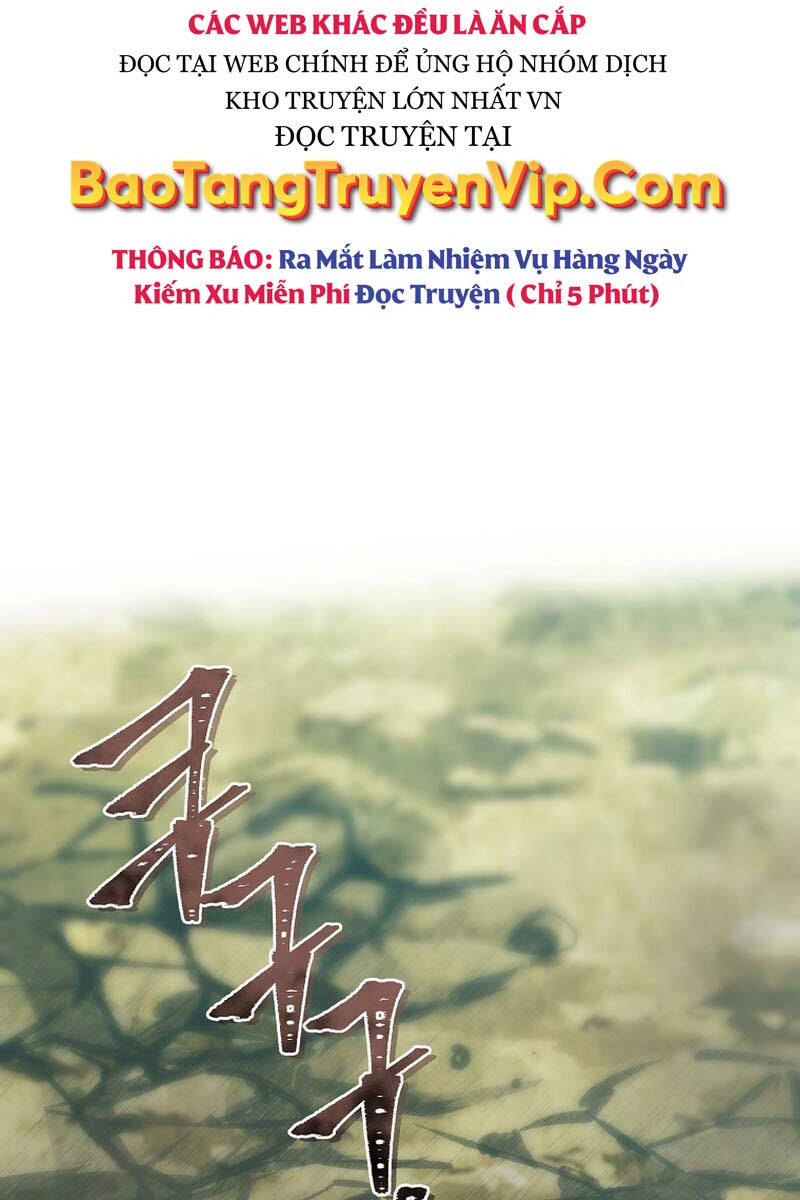 CÁC WEB KHÁC ĐỀU LÀ ĂN CẮP
ĐỌC TẠI WEB CHÍNH ĐỂ ỦNG HỘ NHÓM DỊCH
KHO TRUYỆN LỚN NHẤT VN
ĐỌC TRUYỆN TẠI
BaoTangTruyenVip.Com
THÔNG BÁO: Ra Mắt Làm Nhiệm Vụ Hàng Ngày
Kiếm Xu Miễn Phí Đọc Truyện ( Chỉ 5 Phút)